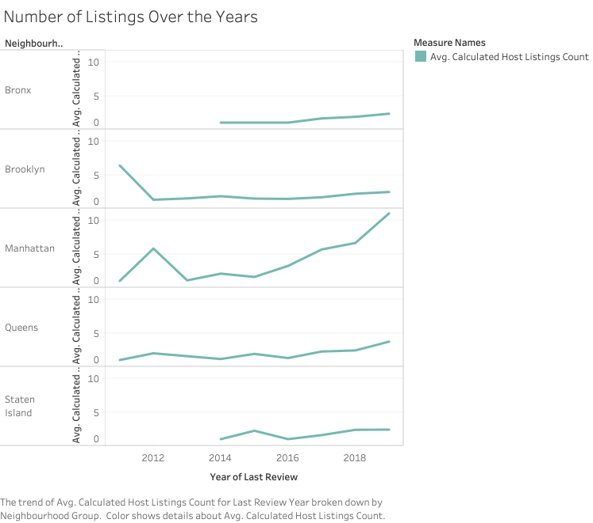 Number of Listings Over the Years
Neighbourh..
Measure Names
Avg. Calculated Host Listings Count
Bronx
Avg. Calculated ..
10
5
0
Brooklyn
Avg. Calculated ..
10
5
0
Manhattan
Avg. Calculated ..
10
5
0
Queens
Avg. Calculated ..
10
5
0
Staten
Island
Avg. Calculated ..
10
5
0
2012 2014 2016 2018
Year of Last Review
The trend of Avg. Calculated Host Listings Count for Last Review Year broken down by
Neighbourhood Group. Color shows details about Avg. Calculated Host Listings Count.